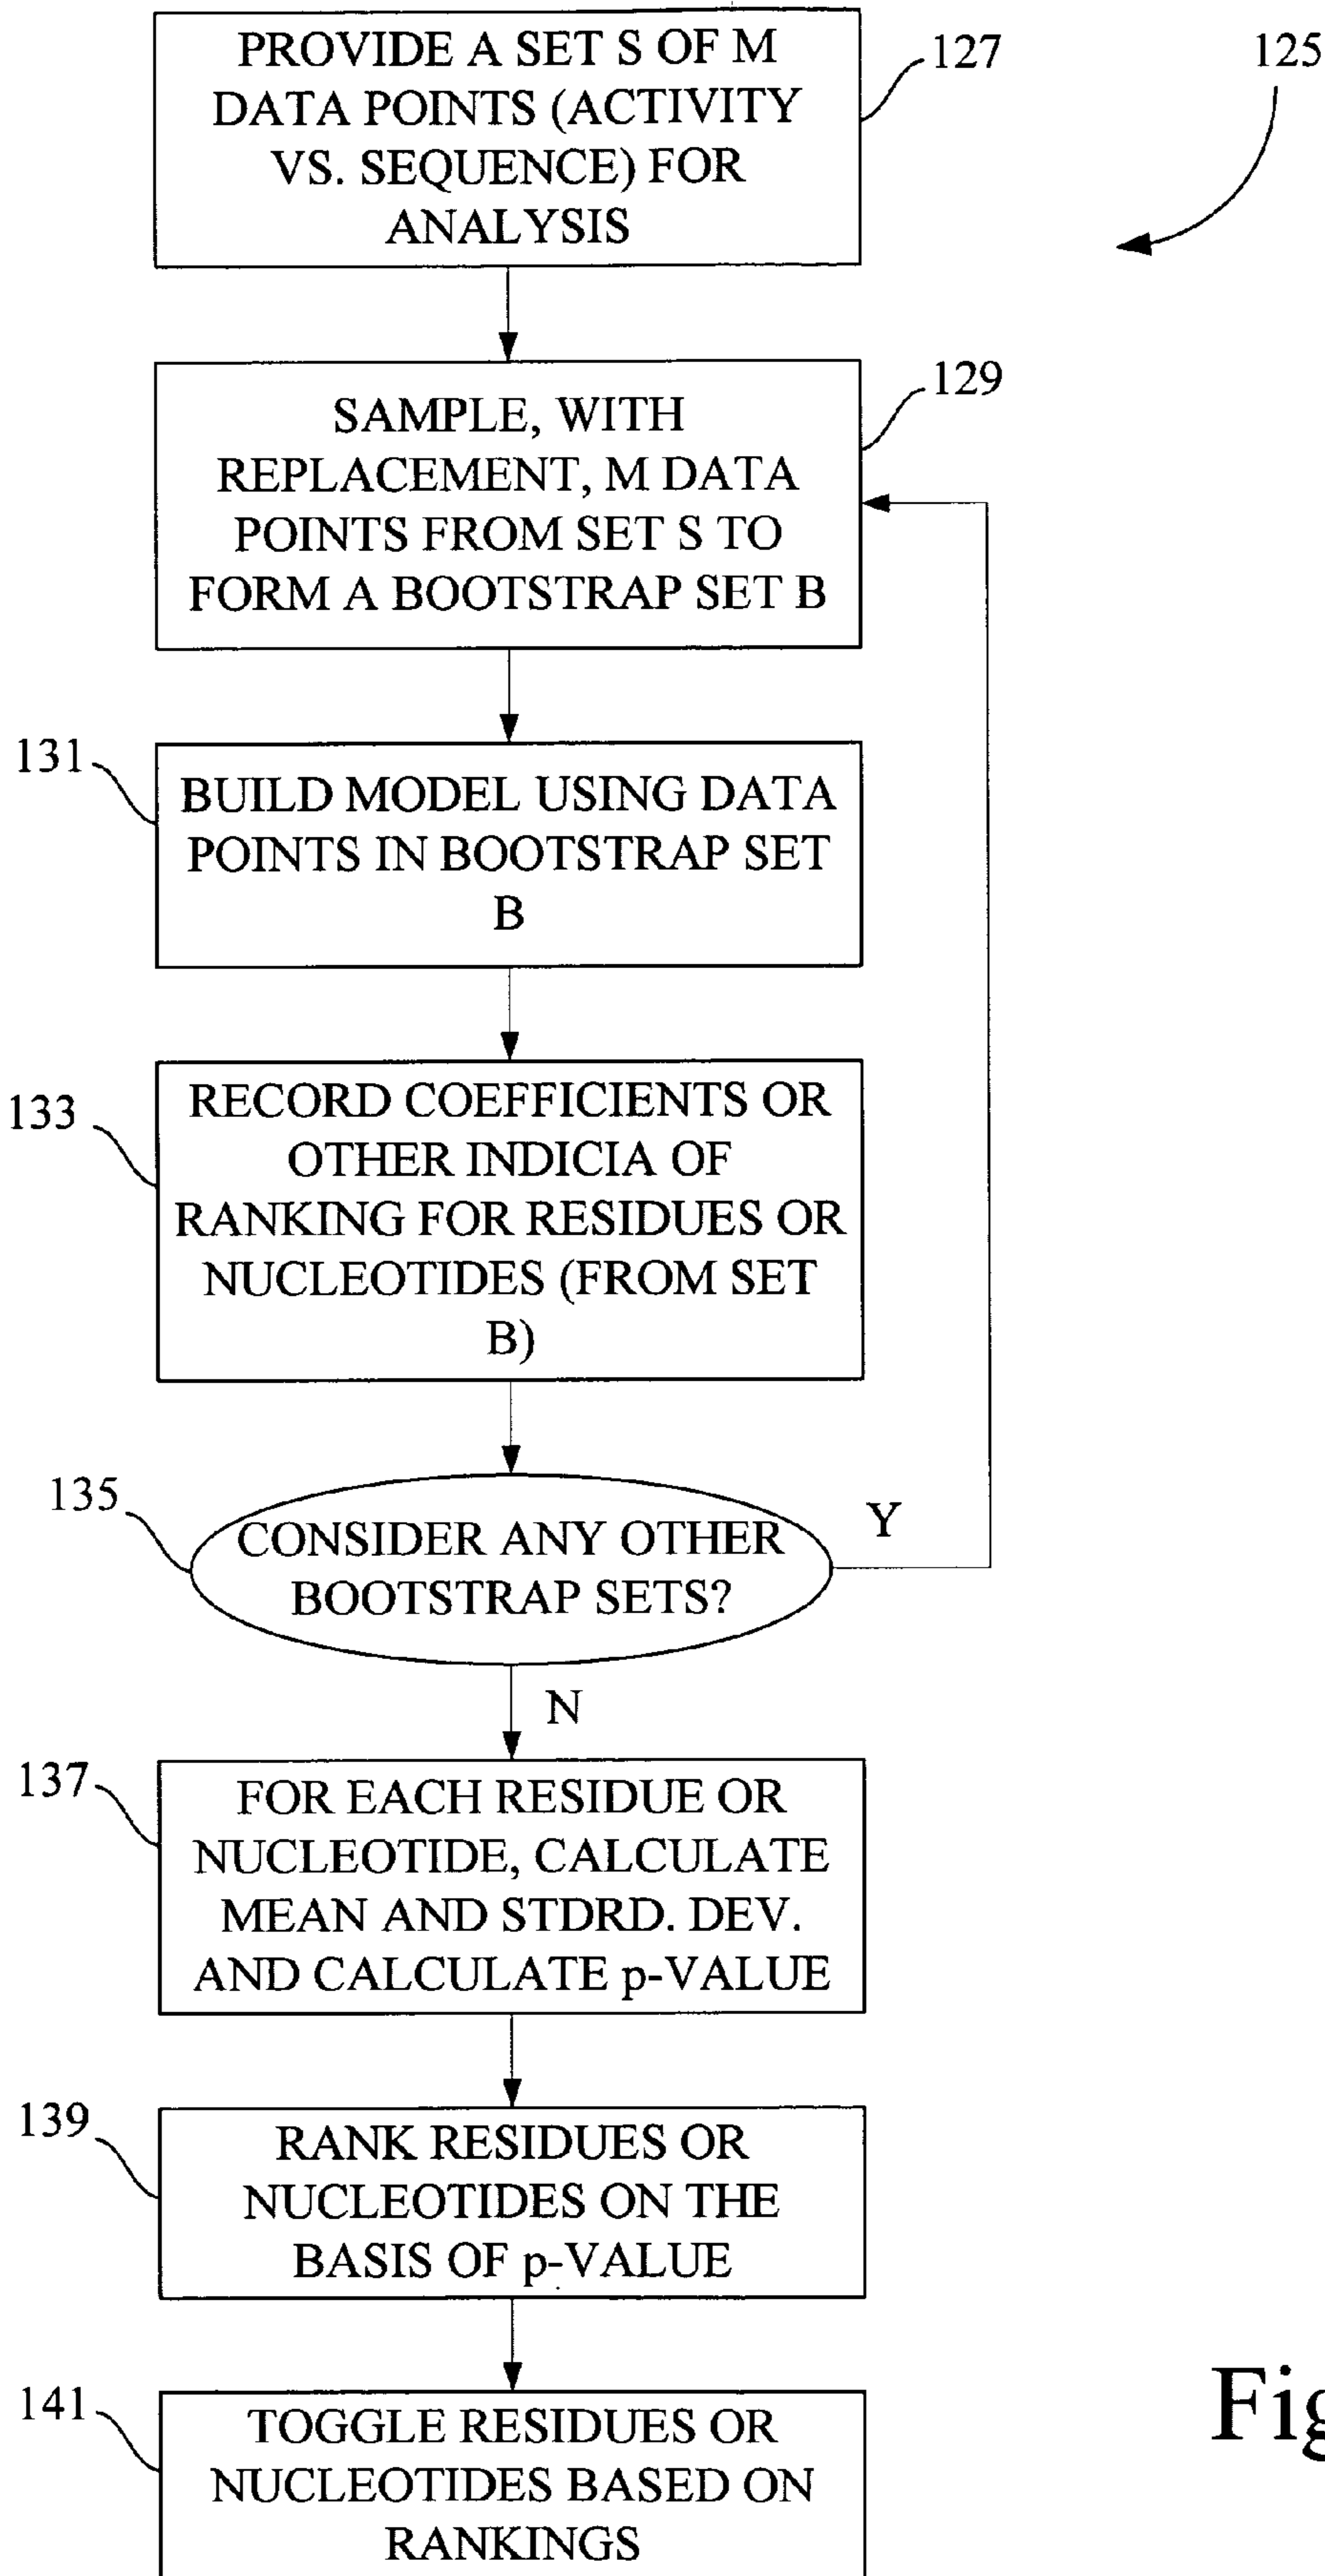 PROVIDE A SET S OF M
DATA POINTS (ACTIVITY
VS. SEQUENCE) FOR
ANALYSIS
127
125
SAMPLE, WITH
REPLACEMENT, M DATA
POINTS FROM SET S TO
FORM A BOOTSTRAP SET B
129
131
BUILD MODEL USING DATA
POINTS IN BOOTSTRAP SET
B
133
RECORD COEFFICIENTS OR
OTHER INDICIA OF
RANKING FOR RESIDUES OR
NUCLEOTIDES (FROM SET
B)
135
CONSIDER ANY OTHER
BOOTSTRAP SETS?
Y
N
137
FOR EACH RESIDUE OR
NUCLEOTIDE, CALCULATE
MEAN AND STDRD. DEV.
AND CALCULATE p-VALUE
139
RANK RESIDUES OR
NUCLEOTIDES ON THE
BASIS OF p-VALUE
141
TOGGLE RESIDUES OR
NUCLEOTIDES BASED ON
RANKINGS
Fig